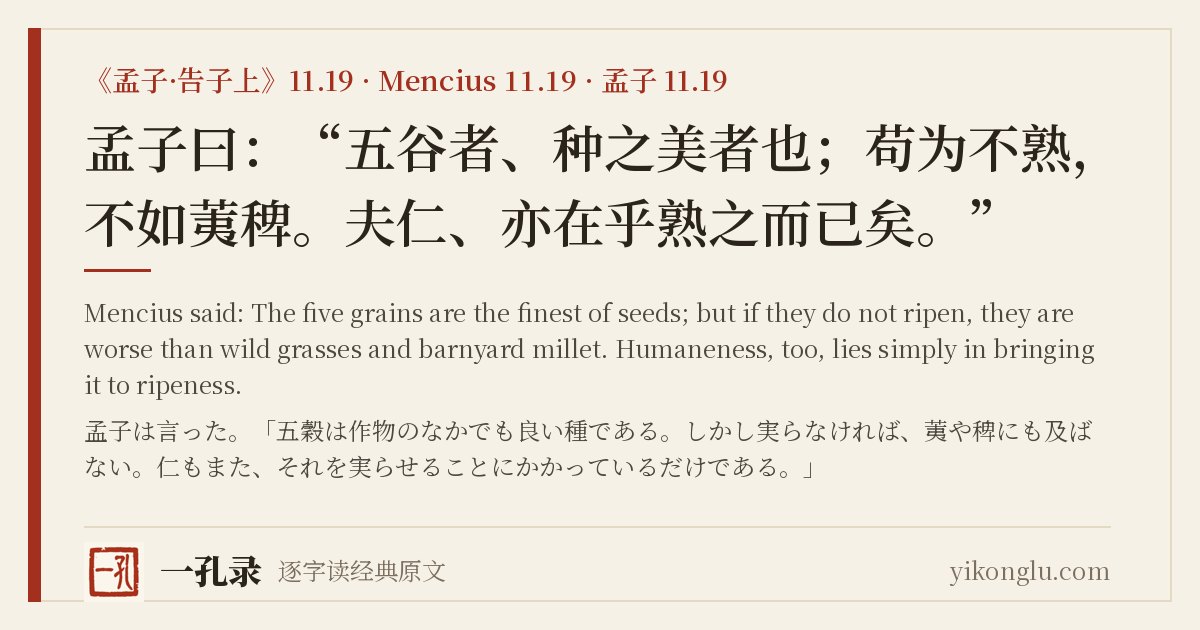 《孟子·告子上》11.19 · Mencius 11.19 · 孟子 11.19
孟子曰：“五谷者、种之美者也；苟为不熟，
不如荑稗。夫仁、亦在乎熟之而已矣。”
Mencius said: The five grains are the finest of seeds; but if they do not ripen, they are
worse than wild grasses and barnyard millet. Humaneness, too, lies simply in bringing
it to ripeness.
孟子は言った。「五穀は作物のなかでも良い種である。しかし実らなければ、荑や稗にも及ば
ない。仁もまた、それを実らせることにかかっているだけである。」
一孔
一孔录 逐字读经典原文 yikonglu.com